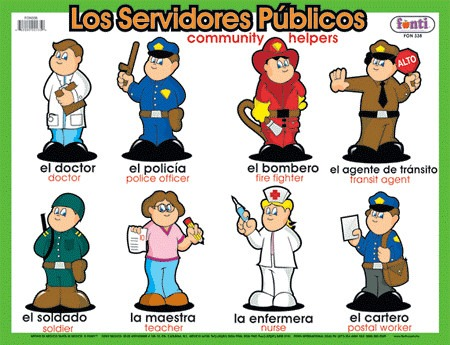 FON538
Los Servidores Públicos
fonti
FON 538
community helpers
ALTO
el doctor
doctor
el policía
police officer
el bombero
fire fighter
el agente de tránsito
transit agent
el soldado
soldier
la maestra
teacher
la enfermera
nurse
el cartero
postal worker